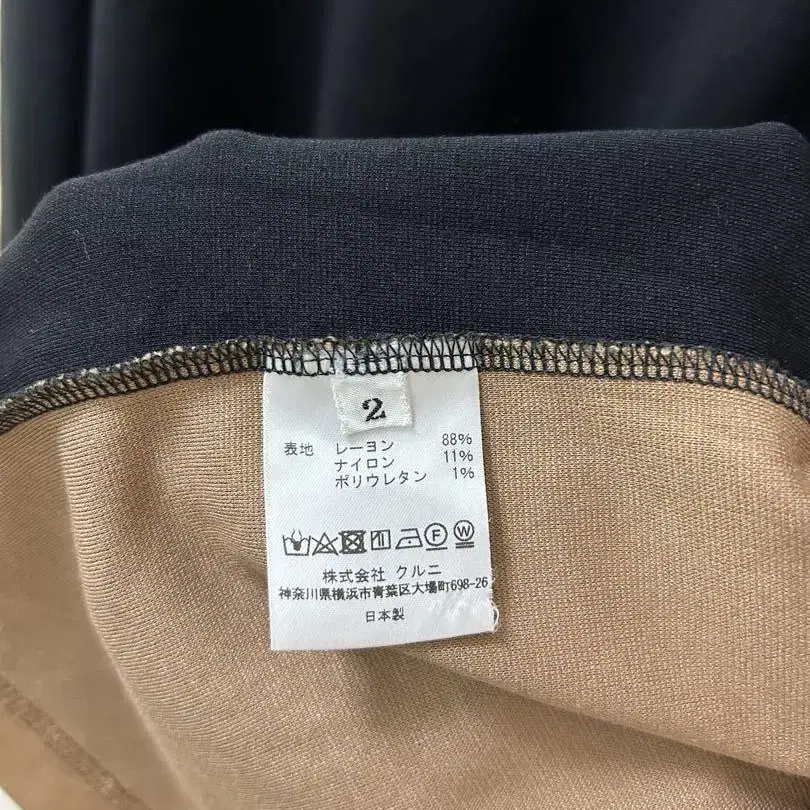 2
表地 レーヨン 88%
ナイロン 11%
ポリウレタン 1%
F W
株式会社 クルニ
神奈川県横浜市青葉区大場町698-26
日本製